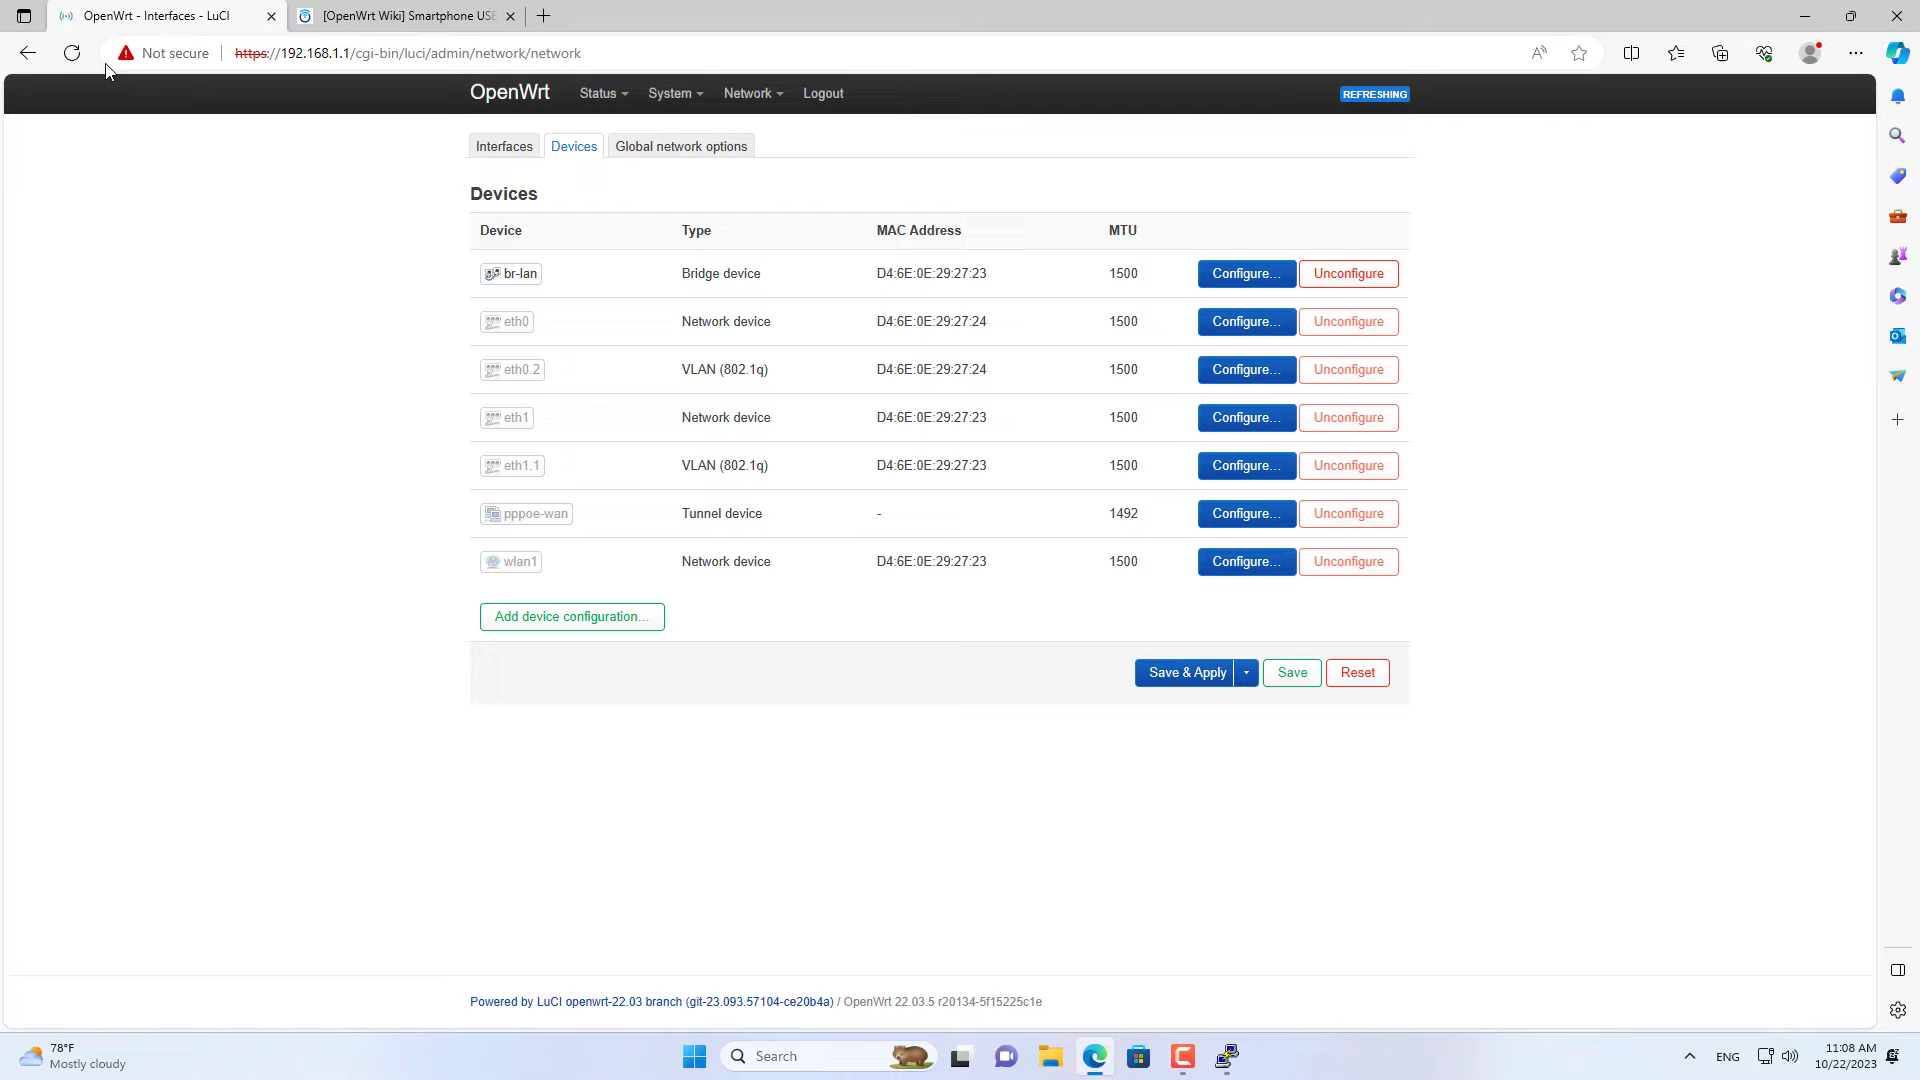 OpenWrt - Interfaces - LuCI
[OpenWrt Wiki] Smartphone USB
Not secure
https://192.168.1.1/cgi-bin/luci/admin/network/network
OpenWrt Status System Network Logout REFRESHING
Interfaces Devices Global network options
Devices
Device Type MAC Address MTU
br-lan Bridge device D4:6E:0E:29:27:23 1500 Configure… Unconfigure
eth0 Network device D4:6E:0E:29:27:24 1500 Configure… Unconfigure
eth0.2 VLAN (802.1q) D4:6E:0E:29:27:24 1500 Configure… Unconfigure
eth1 Network device D4:6E:0E:29:27:23 1500 Configure… Unconfigure
eth1.1 VLAN (802.1q) D4:6E:0E:29:27:23 1500 Configure… Unconfigure
pppoe-wan Tunnel device - 1492 Configure… Unconfigure
wlan1 Network device D4:6E:0E:29:27:23 1500 Configure… Unconfigure
Add device configuration…
Save & Apply Save Reset
Powered by LuCI openwrt-22.03 branch (git-23.093.57104-ce20b4a) / OpenWrt 22.03.5 r20134-5f15225c1e
78°F
Mostly cloudy
Search
ENG
11:08 AM
10/22/2023